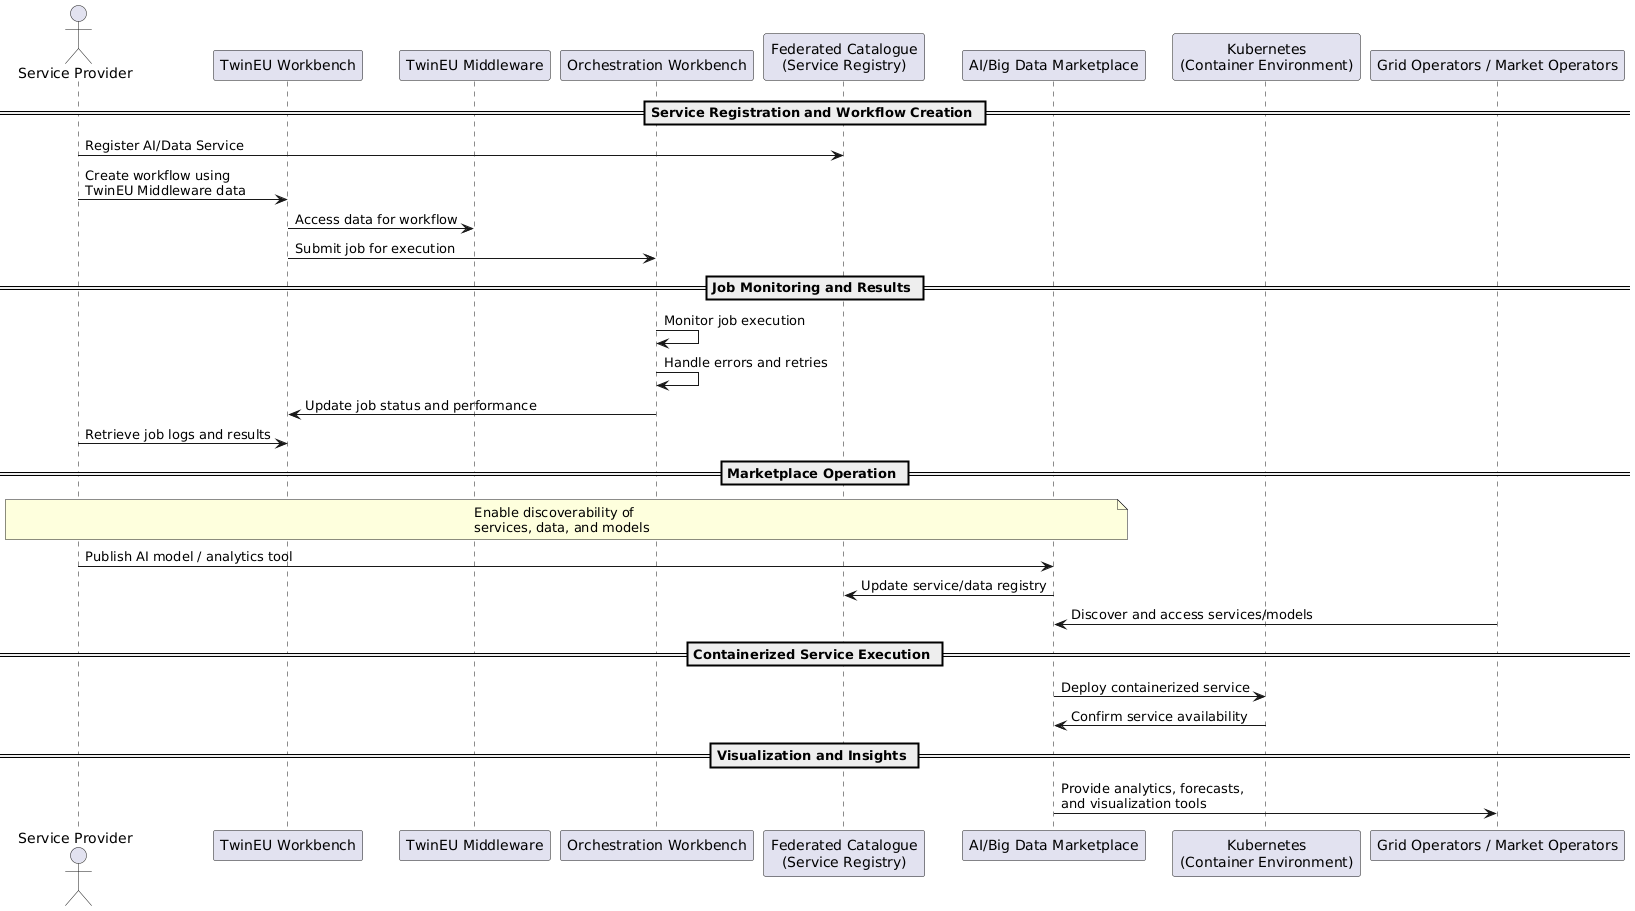 Service Provider
TwinEU Workbench
TwinEU Middleware
Orchestration Workbench
Federated Catalogue
(Service Registry)
AI/Big Data Marketplace
Kubernetes
(Container Environment)
Grid Operators / Market Operators
Service Registration and Workflow Creation
Register AI/Data Service
Create workflow using
TwinEU Middleware data
Access data for workflow
Submit job for execution
Job Monitoring and Results
Monitor job execution
Handle errors and retries
Update job status and performance
Retrieve job logs and results
Marketplace Operation
Enable discoverability of
services, data, and models
Publish AI model / analytics tool
Update service/data registry
Discover and access services/models
Containerized Service Execution
Deploy containerized service
Confirm service availability
Visualization and Insights
Provide analytics, forecasts,
and visualization tools
Service Provider
TwinEU Workbench
TwinEU Middleware
Orchestration Workbench
Federated Catalogue
(Service Registry)
AI/Big Data Marketplace
Kubernetes
(Container Environment)
Grid Operators / Market Operators